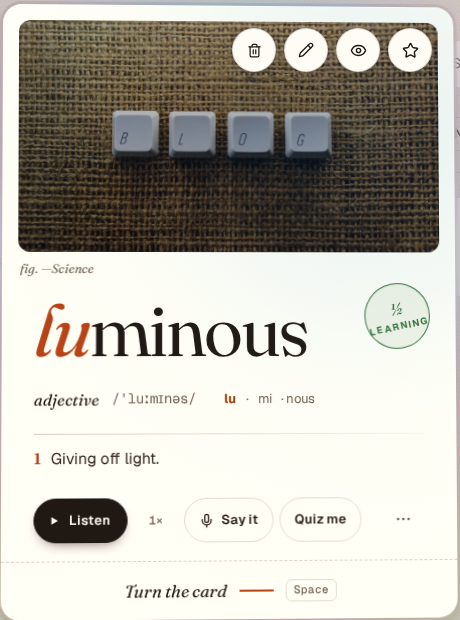 B L O G
fig. —Science
luminous
½
LEARNING
adjective /ˈluːmɪnəs/ lu · mi · nous
1 Giving off light.
Listen 1× Say it Quiz me ...
Turn the card Space